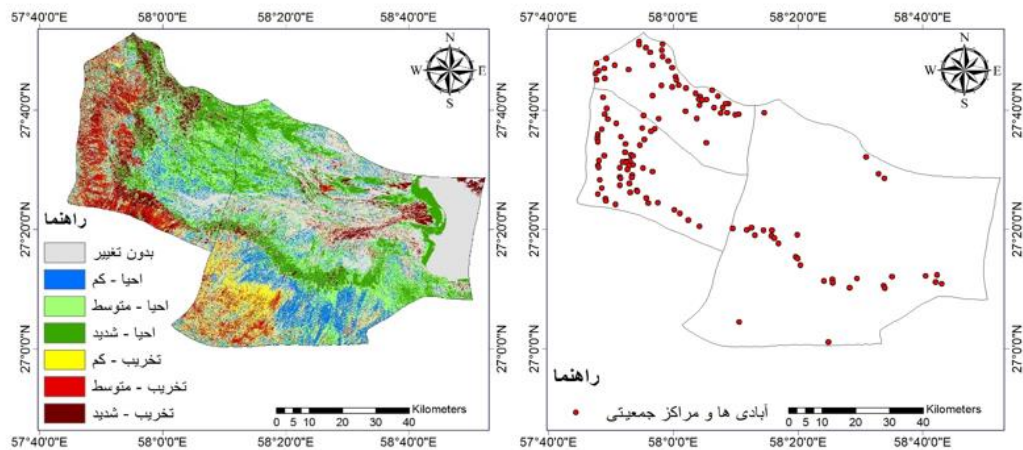 57°40'0"E 58°0'0"E 58°20'0"E 58°40'0"E
N
W E
S
27°40'0"N
27°20'0"N
27°0'0"N
راهنما
بدون تغییر
احیا - کم
احیا - متوسط
احیا - شدید
تخریب - کم
تخریب - متوسط
تخریب - شدید
Kilometers
0 5 10 20 30 40
57°40'0"E 58°0'0"E 58°20'0"E 58°40'0"E
57°40'0"E 58°0'0"E 58°20'0"E 58°40'0"E
N
W E
S
27°40'0"N 27°40'0"N
27°20'0"N 27°20'0"N
27°0'0"N 27°0'0"N
راهنما
آبادی ها و مراکز جمعیتی
Kilometers
0 5 10 20 30 40
57°40'0"E 58°0'0"E 58°20'0"E 58°40'0"E